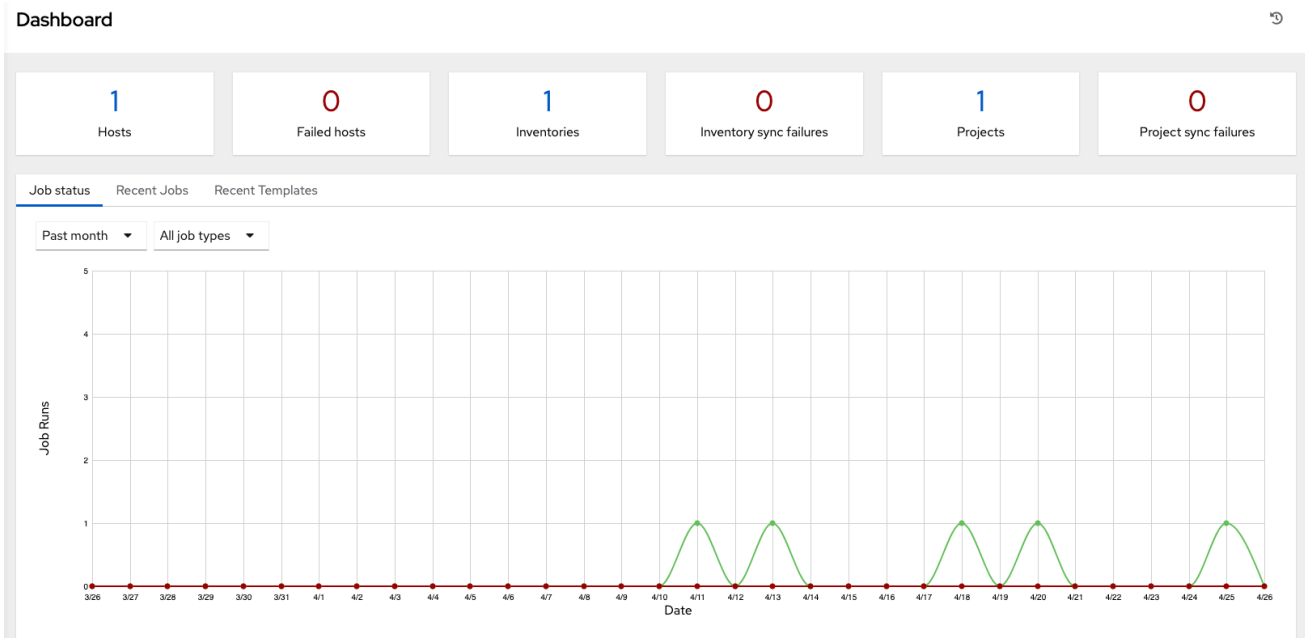 Dashboard
1 0 1 0 1 0
Hosts Failed hosts Inventories Inventory sync failures Projects Project sync failures
Job status Recent Jobs Recent Templates
Past month All job types
5
4
3
Job Runs
2
1
0
3/26 3/27 3/28 3/29 3/30 3/31 4/1 4/2 4/3 4/4 4/5 4/6 4/7 4/8 4/9 4/10 4/11 4/12 4/13 4/14 4/15 4/16 4/17 4/18 4/19 4/20 4/21 4/22 4/23 4/24 4/25 4/26
Date